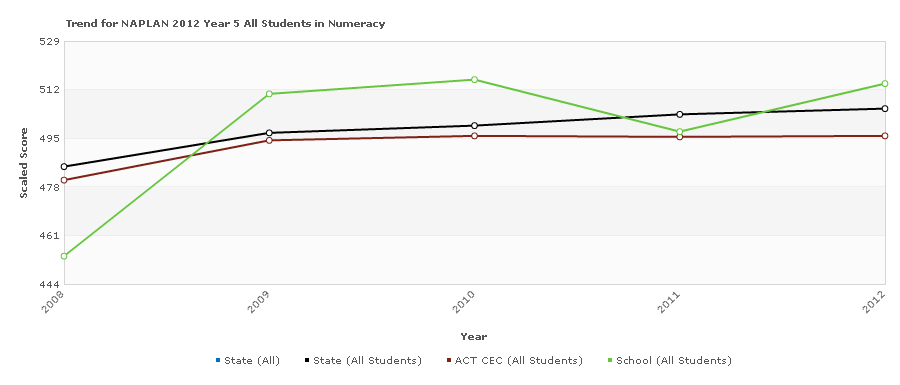 Trend for NAPLAN 2012 Year 5 All Students in Numeracy
529
512
495
478
461
444
Scaled Score
2008
2009
2010
2011
2012
Year
State (All)
State (All Students)
ACT CEC (All Students)
School (All Students)